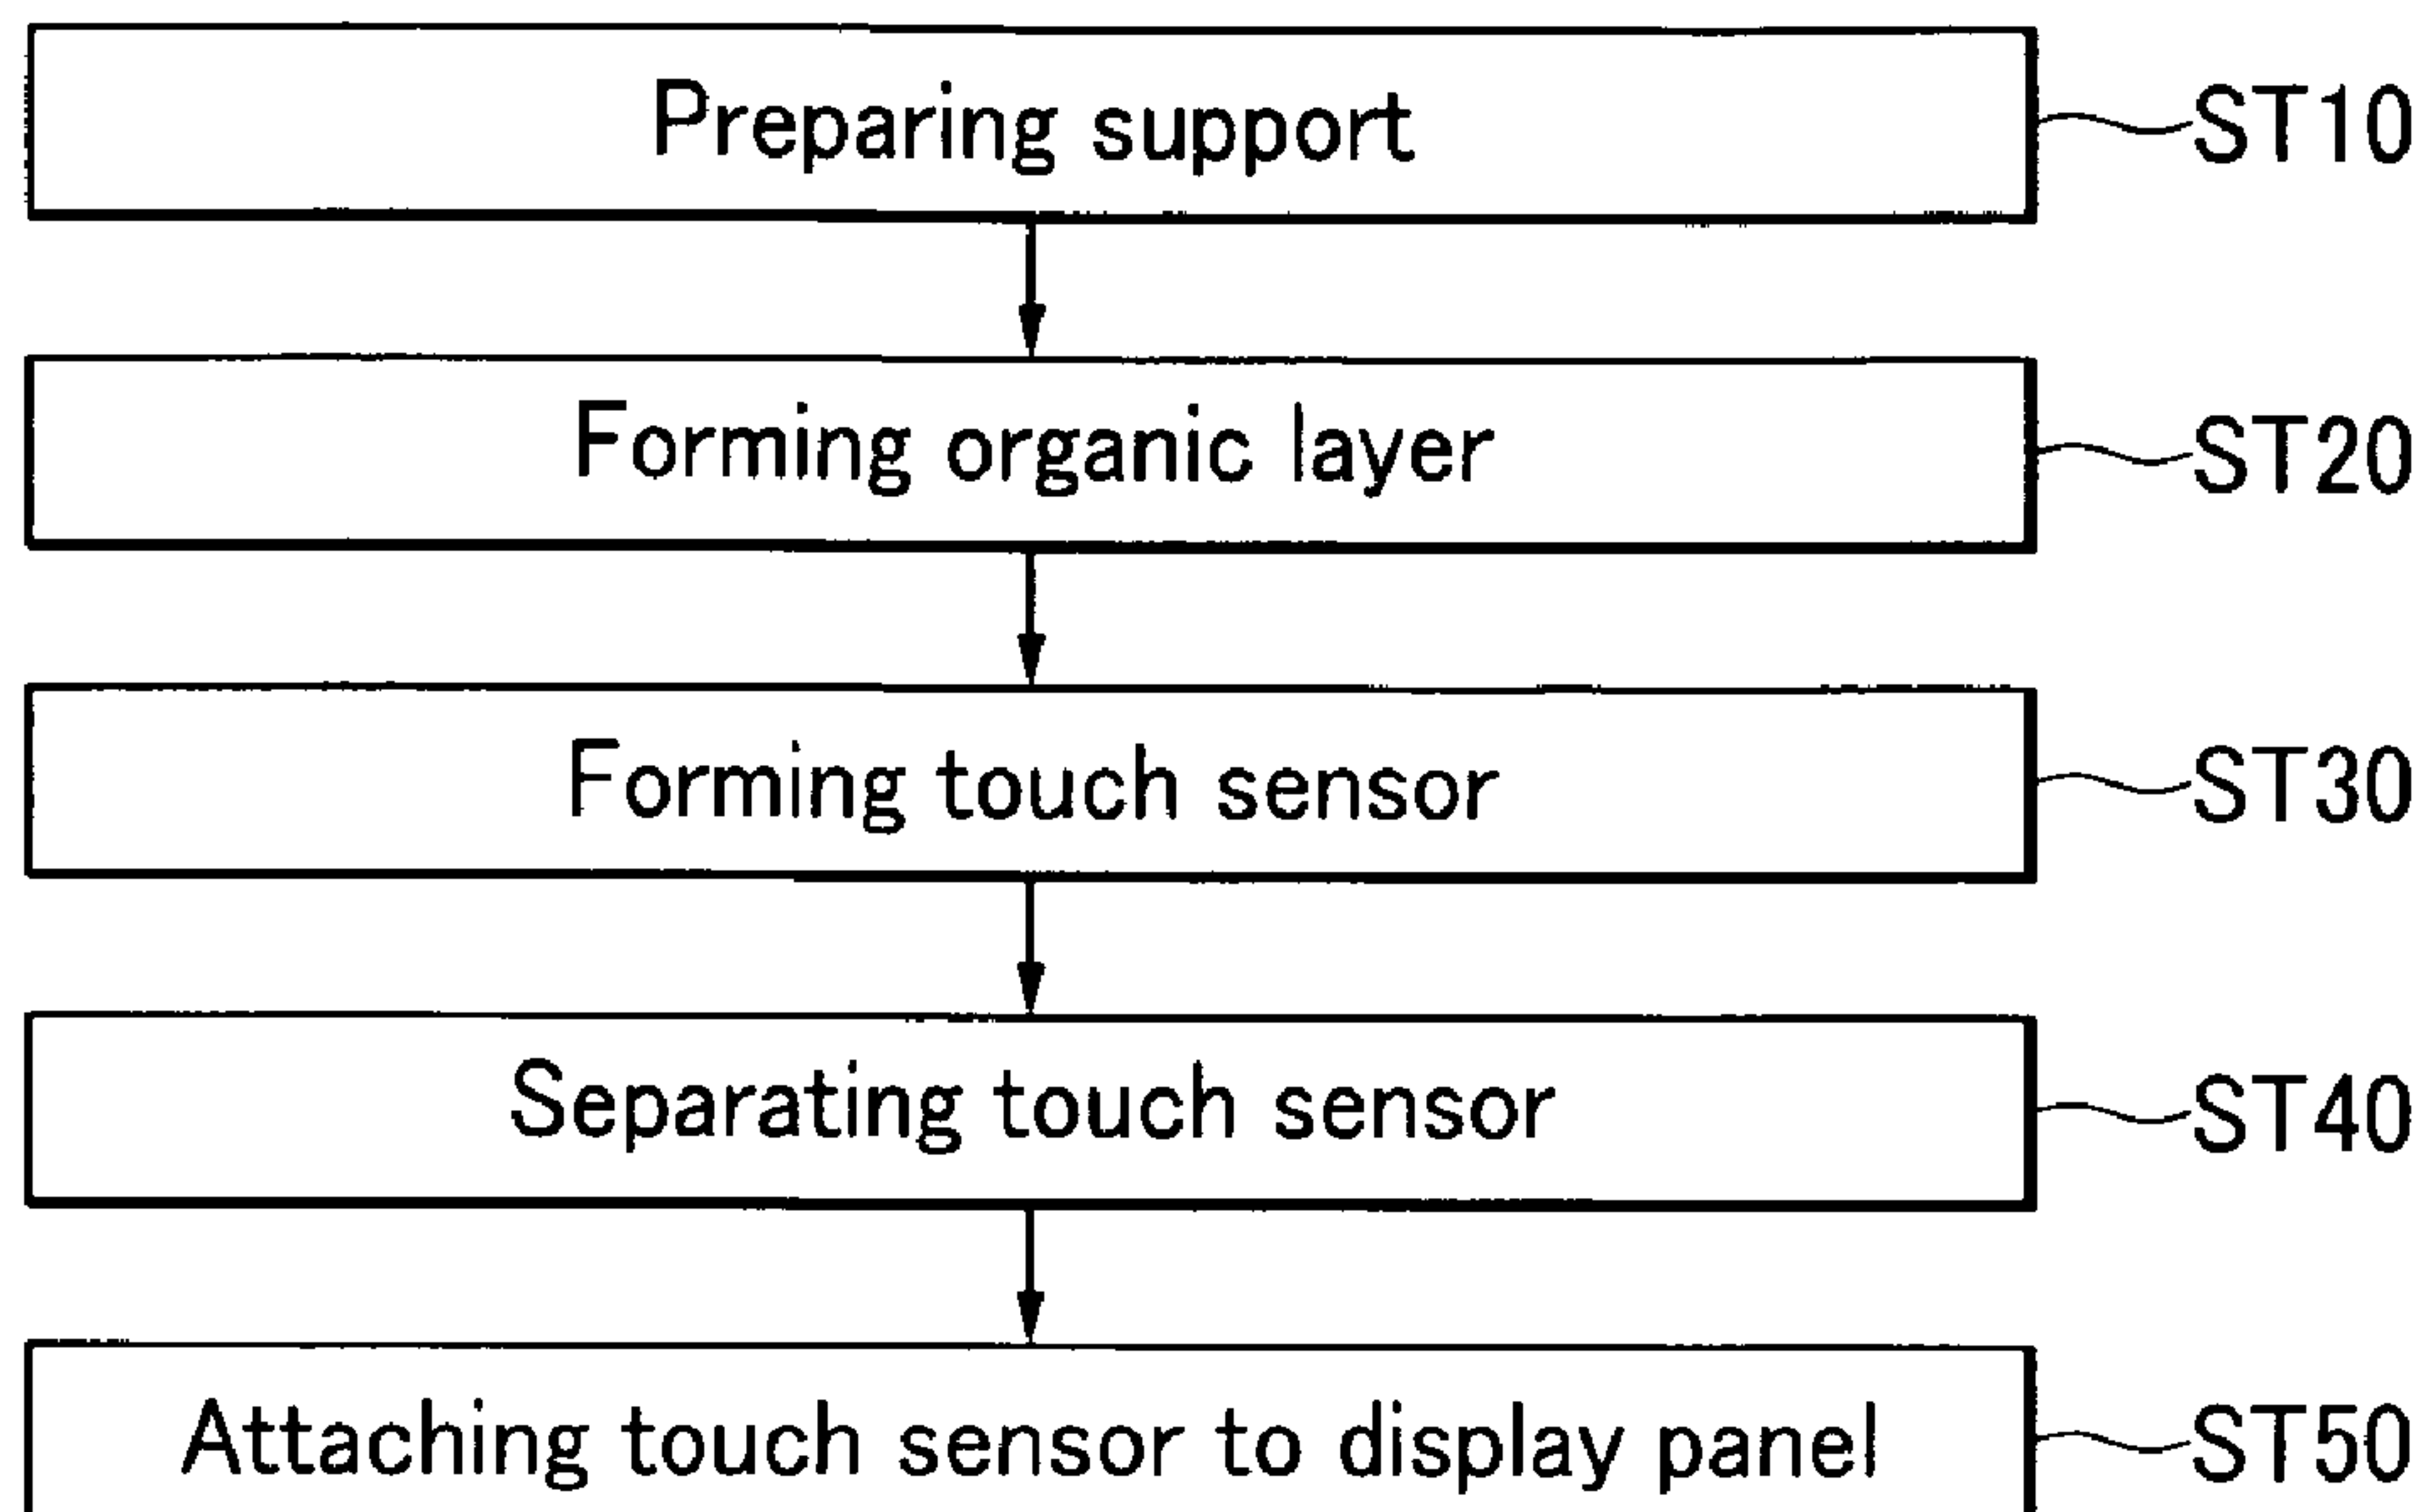 Preparing support ST10
Forming organic layer ST20
Forming touch sensor ST30
Separating touch sensor ST40
Attaching touch sensor to display panel ST50